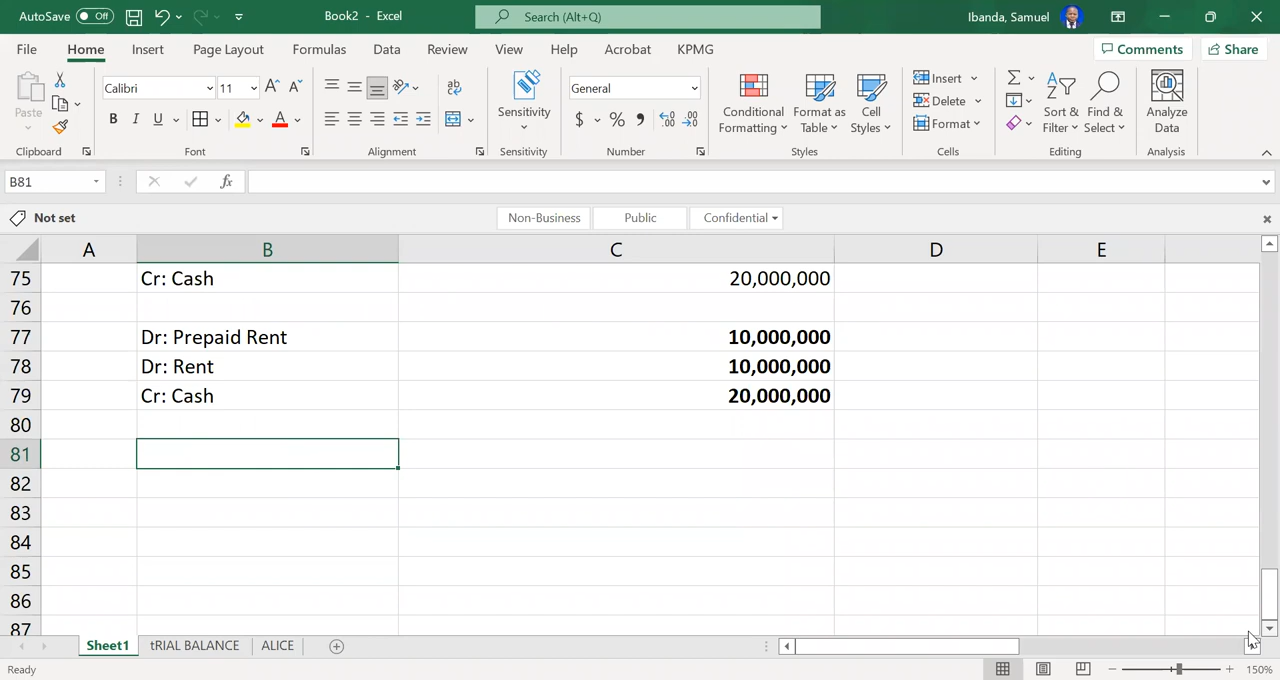 AutoSave Off Book2 - Excel Search (Alt+Q) Ibanda, Samuel
File Home Insert Page Layout Formulas Data Review View Help Acrobat KPMG Comments Share
Paste Calibri 11 General Sensitivity Conditional Formatting Format as Table Cell Styles Insert Delete Format Sort & Filter Find & Select Analyze Data
Clipboard Font Alignment Sensitivity Number Styles Cells Editing Analysis
B81 fx
Not set Non-Business Public Confidential
A B C D E
75 Cr: Cash 20,000,000
76
77 Dr: Prepaid Rent 10,000,000
78 Dr: Rent 10,000,000
79 Cr: Cash 20,000,000
80
81
82
83
84
85
86
87
Sheet1 tRIAL BALANCE ALICE
Ready 150%